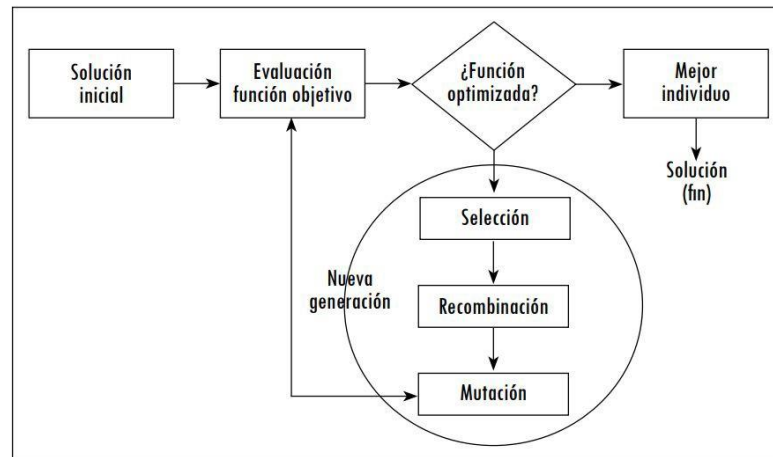 Solución
inicial
Evaluación
función objetivo
¿Función
optimizada?
Mejor
individuo
Solución
(fin)
Selección
Nueva
generación
Recombinación
Mutación